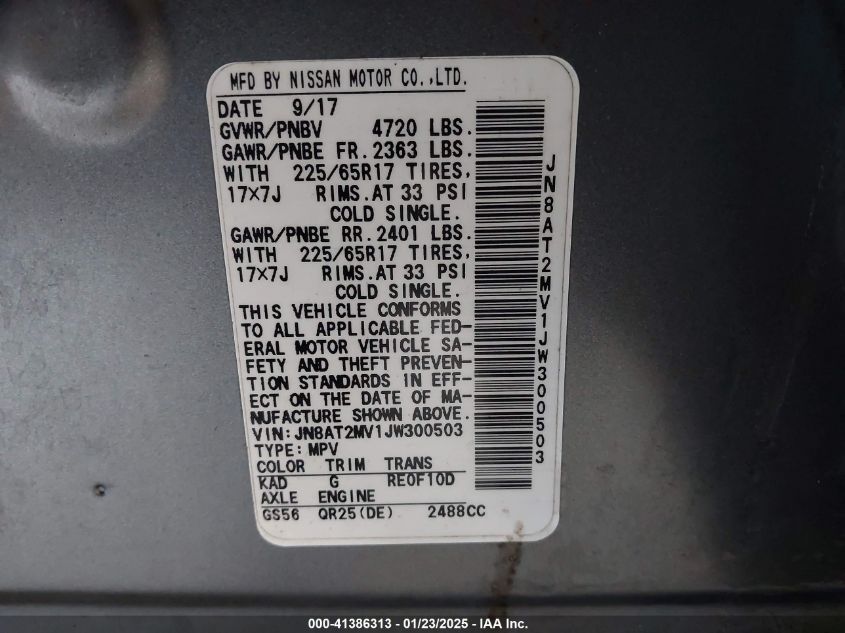 MFD BY NISSAN MOTOR CO.,LTD.
DATE 9/17
GVWR/PNBV 4720 LBS.
GAWR/PNBE FR. 2363 LBS.
WITH 225/65R17 TIRES,
17×7J RIMS. AT 33 PSI
COLD SINGLE.
GAWR/PNBE RR. 2401 LBS.
WITH 225/65R17 TIRES,
17×7J RIMS. AT 33 PSI
COLD SINGLE.
THIS VEHICLE CONFORMS
TO ALL APPLICABLE FED-
ERAL MOTOR VEHICLE SA-
FETY AND THEFT PREVEN-
TION STANDARDS IN EFF-
ECT ON THE DATE OF MA-
NUFACTURE SHOWN ABOVE.
VIN:JN8AT2MV1JW300503
TYPE:MPV
COLOR TRIM TRANS
KAD G RE0F10D
AXLE ENGINE
GS56 QR25(DE) 2488CC
JN8AT2MV1JW300503
000-41386313 - 01/23/2025 - IAA Inc.